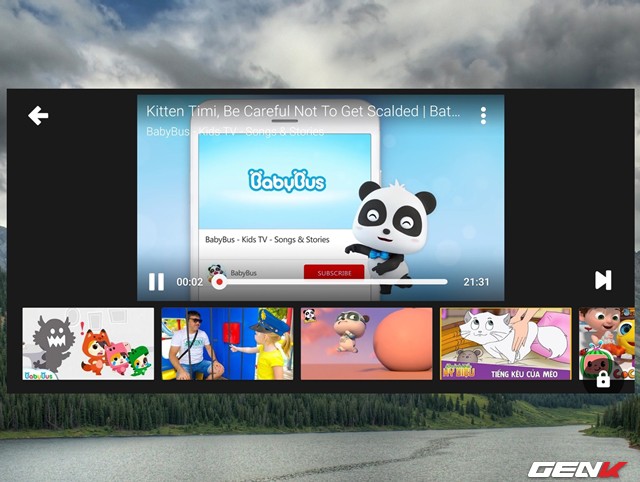 Kitten Timi, Be Careful Not To Get Scalded | Bat...
BabyBus - Kids TV - Songs & Stories
BabyBus
BabyBus - Kids TV - Songs & Stories
BabyBus
SUBSCRIBE
00:02
21:31
BabyBus
TIẾNG KÊU CỦA MÈO
GENK